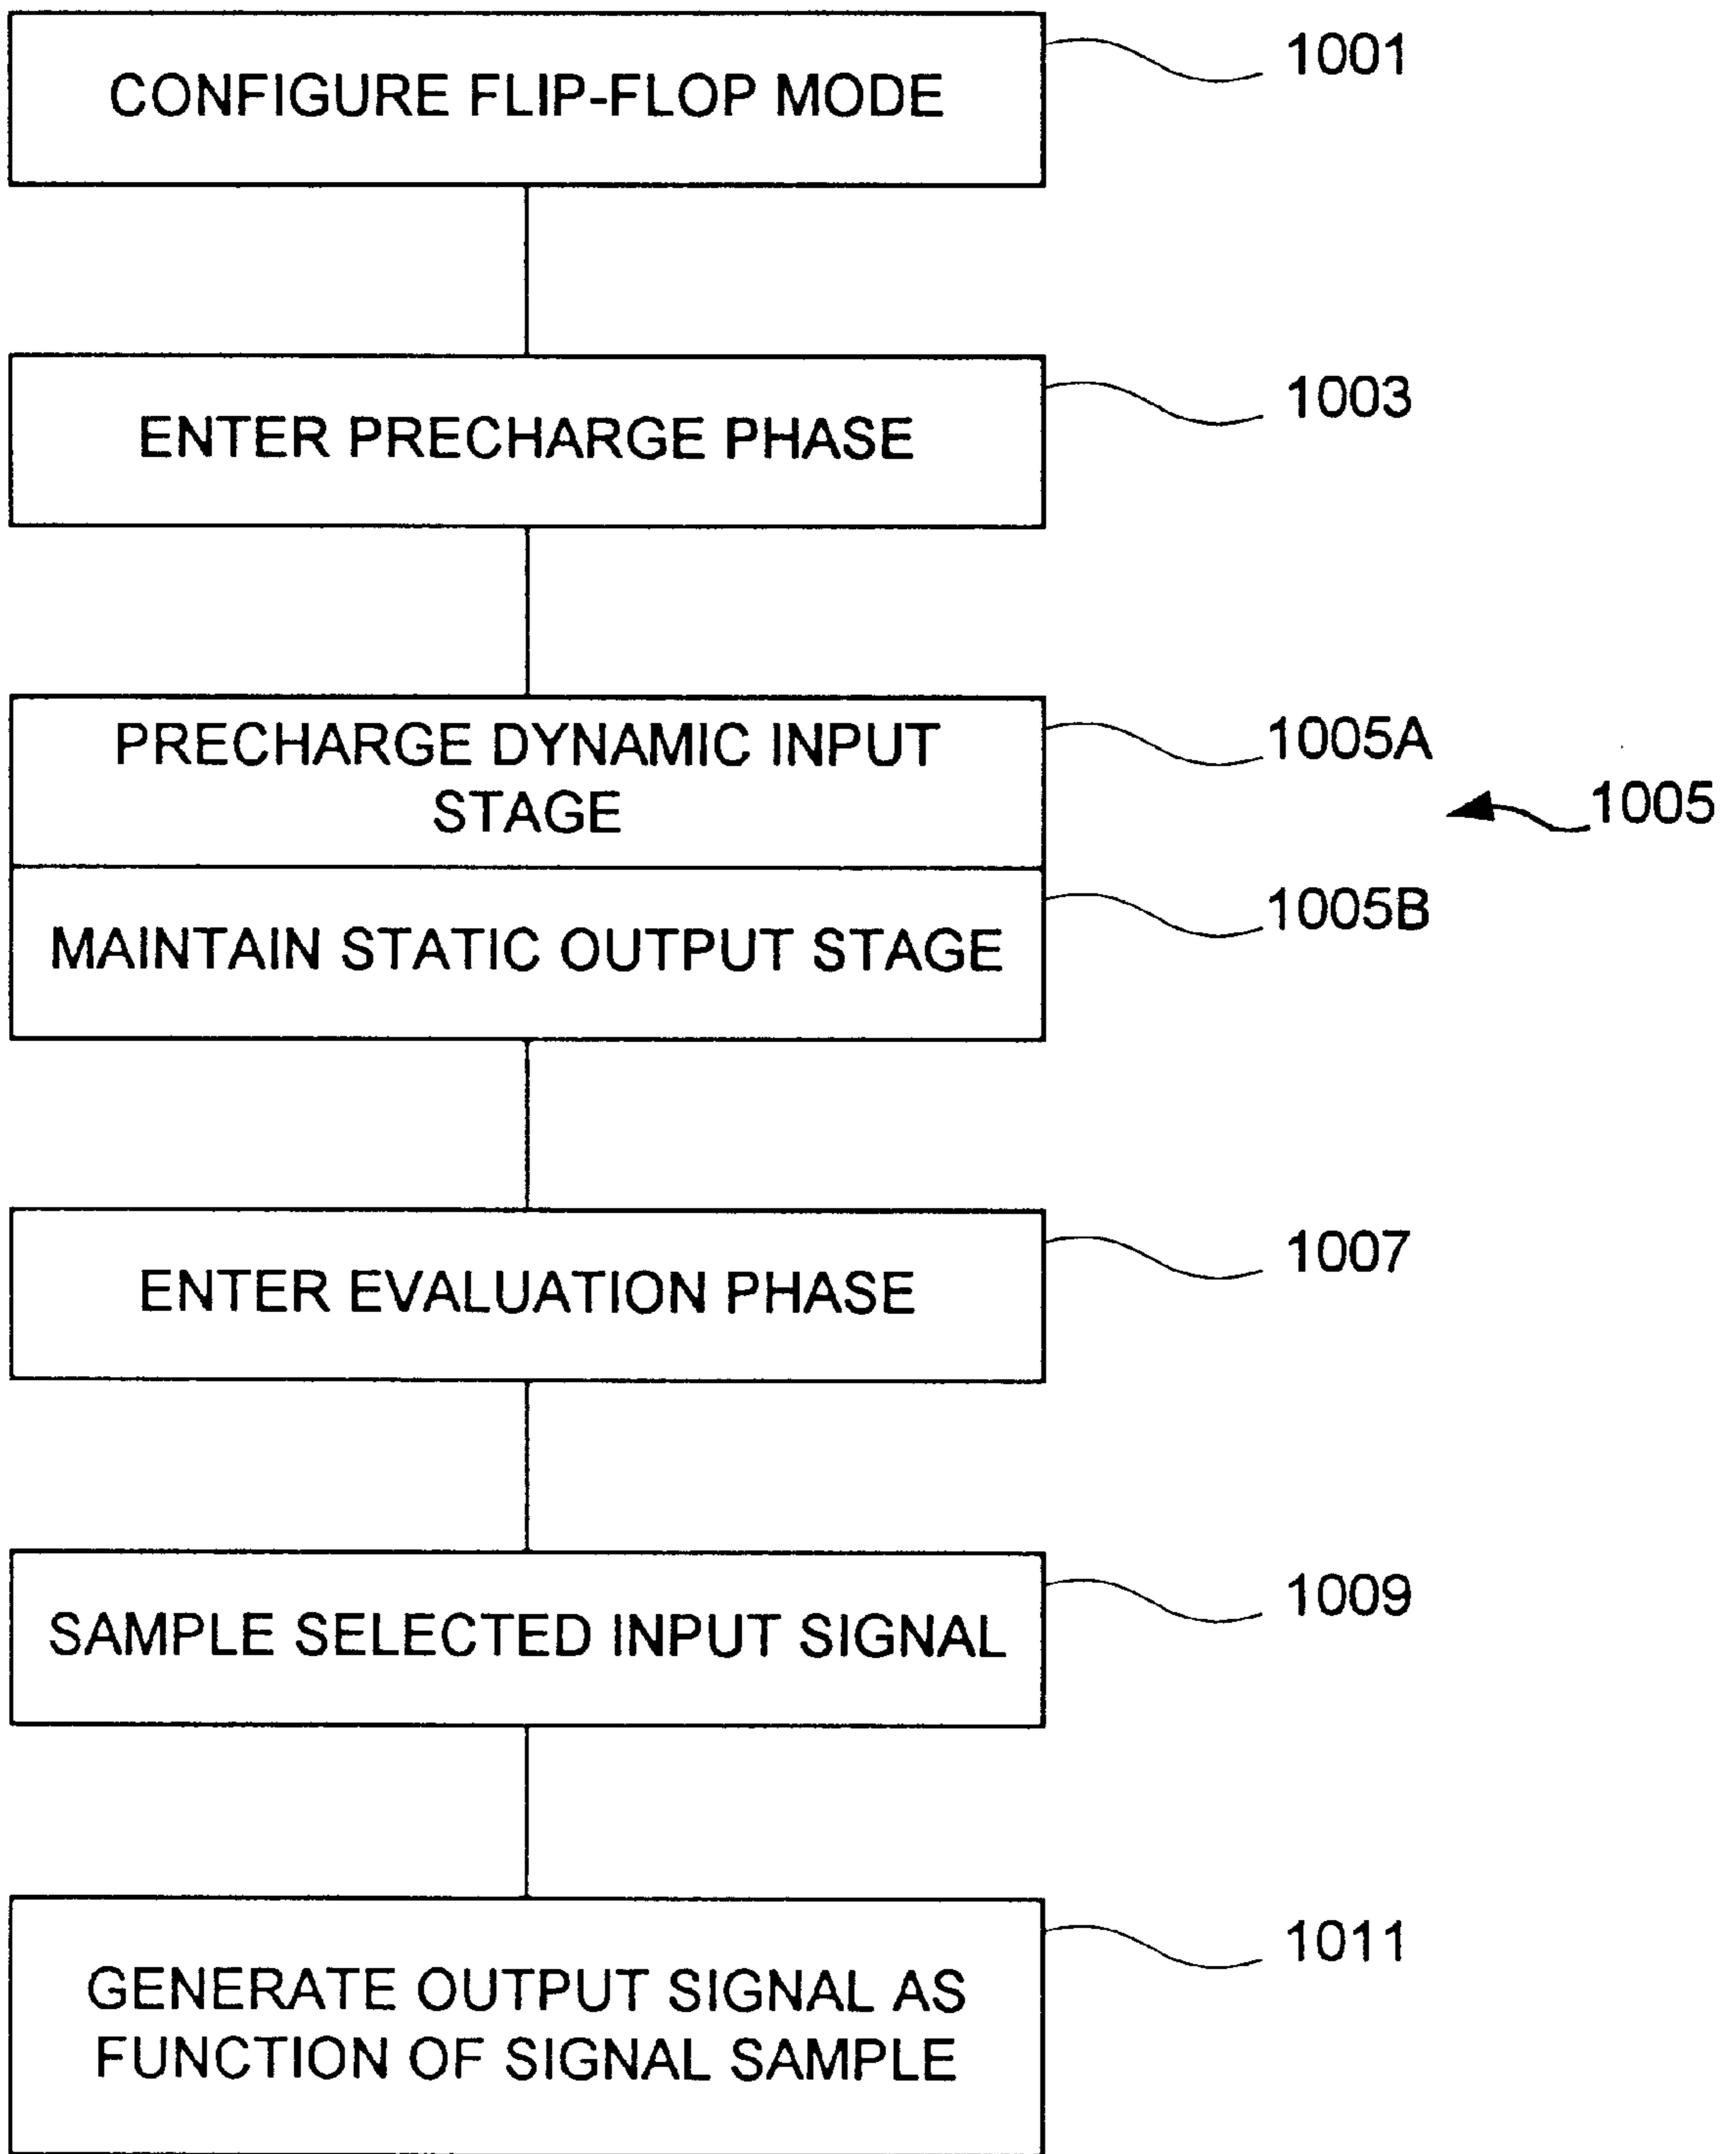 CONFIGURE FLIP-FLOP MODE
1001
ENTER PRECHARGE PHASE
1003
PRECHARGE DYNAMIC INPUT
STAGE
1005A
1005
MAINTAIN STATIC OUTPUT STAGE
1005B
ENTER EVALUATION PHASE
1007
SAMPLE SELECTED INPUT SIGNAL
1009
GENERATE OUTPUT SIGNAL AS
FUNCTION OF SIGNAL SAMPLE
1011